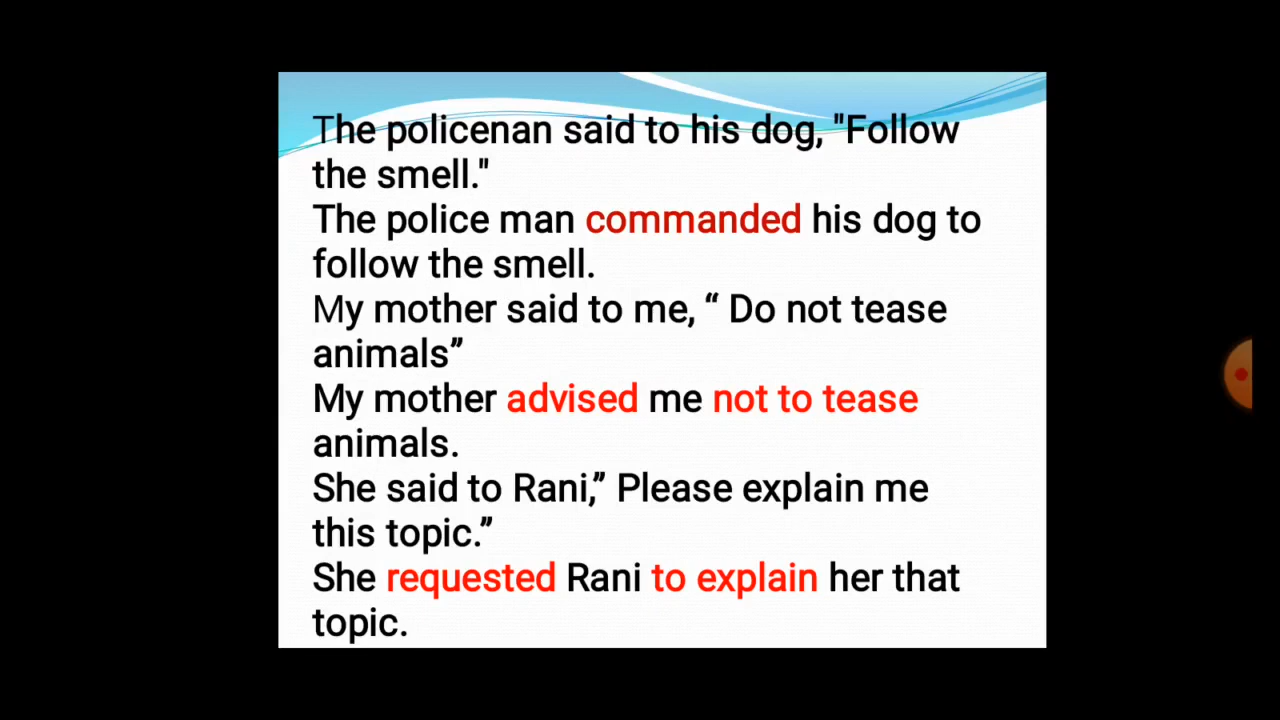 The policenan said to his dog, "Follow
the smell."
The police man commanded his dog to
follow the smell.
My mother said to me, “ Do not tease
animals”
My mother advised me not to tease
animals.
She said to Rani,” Please explain me
this topic.”
She requested Rani to explain her that
topic.